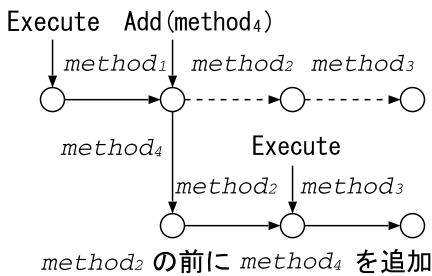 Execute Add(method₄)
method₁ method₂ method₃
method₄ Execute
method₂ method₃
method₂ の前に method₄ を追加